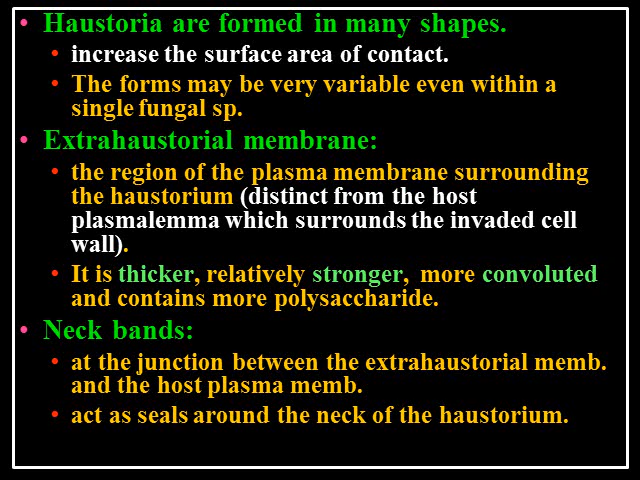 • Haustoria are formed in many shapes.
• increase the surface area of contact.
• The forms may be very variable even within a
single fungal sp.
• Extrahaustorial membrane:
• the region of the plasma membrane surrounding
the haustorium (distinct from the host
plasmalemma which surrounds the invaded cell
wall).
• It is thicker, relatively stronger, more convoluted
and contains more polysaccharide.
• Neck bands:
• at the junction between the extrahaustorial memb.
and the host plasma memb.
• act as seals around the neck of the haustorium.